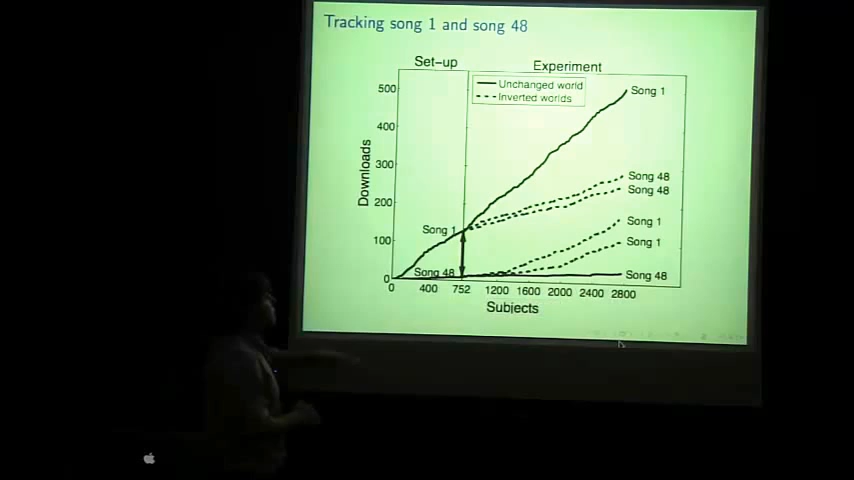 Tracking song 1 and song 48
Set-up
Experiment
Unchanged world
Inverted worlds
Downloads
500
400
300
200
100
0
Song 1
Song 48
Song 1
Song 48
Song 48
Song 1
Song 1
Song 48
0 400 752 1200 1600 2000 2400 2800
Subjects